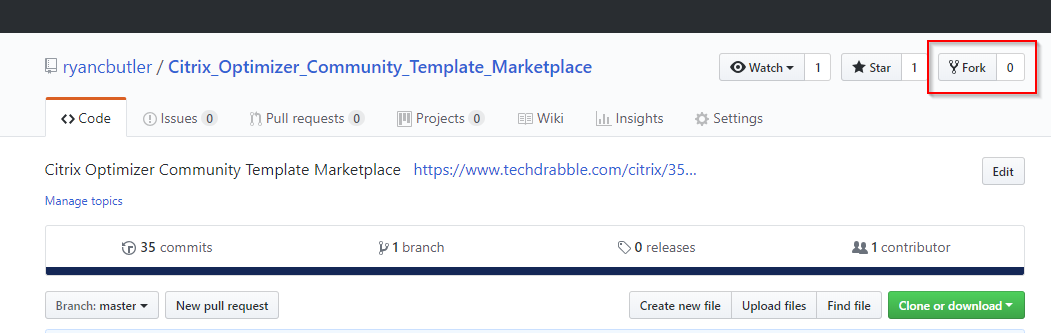 ryancbutler / Citrix_Optimizer_Community_Template_Marketplace Watch 1 Star 1 Fork 0
Code Issues 0 Pull requests 0 Projects 0 Wiki Insights Settings
Citrix Optimizer Community Template Marketplace https://www.techdrabble.com/citrix/35... Edit
Manage topics
35 commits 1 branch 0 releases 1 contributor
Branch: master New pull request Create new file Upload files Find file Clone or download